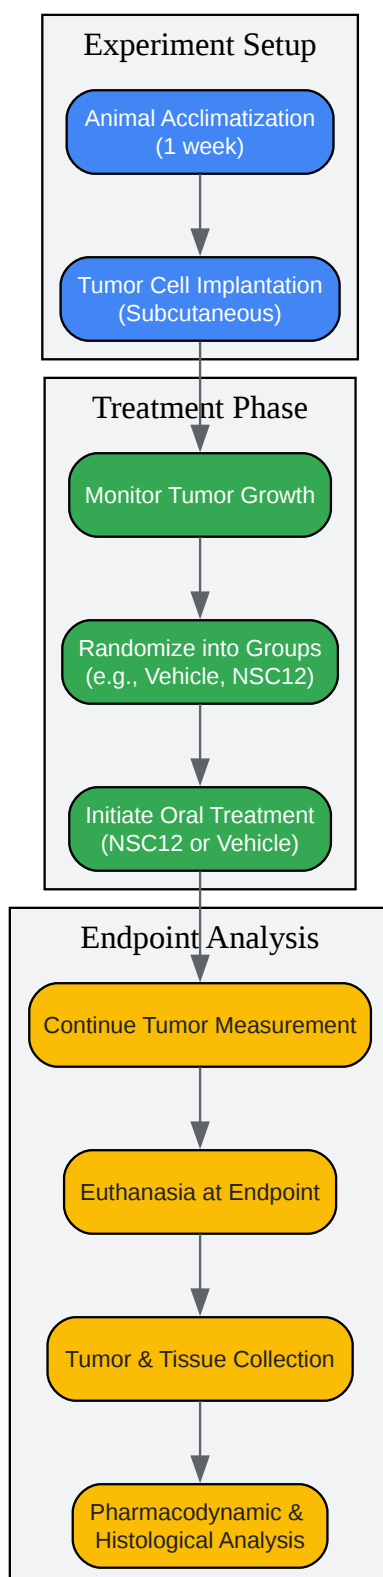 Experiment Setup
Animal Acclimatization
(1 week)
Tumor Cell Implantation
(Subcutaneous)
Treatment Phase
Monitor Tumor Growth
Randomize into Groups
(e.g., Vehicle, NSC12)
Initiate Oral Treatment
(NSC12 or Vehicle)
Endpoint Analysis
Continue Tumor Measurement
Euthanasia at Endpoint
Tumor & Tissue Collection
Pharmacodynamic &
Histological Analysis